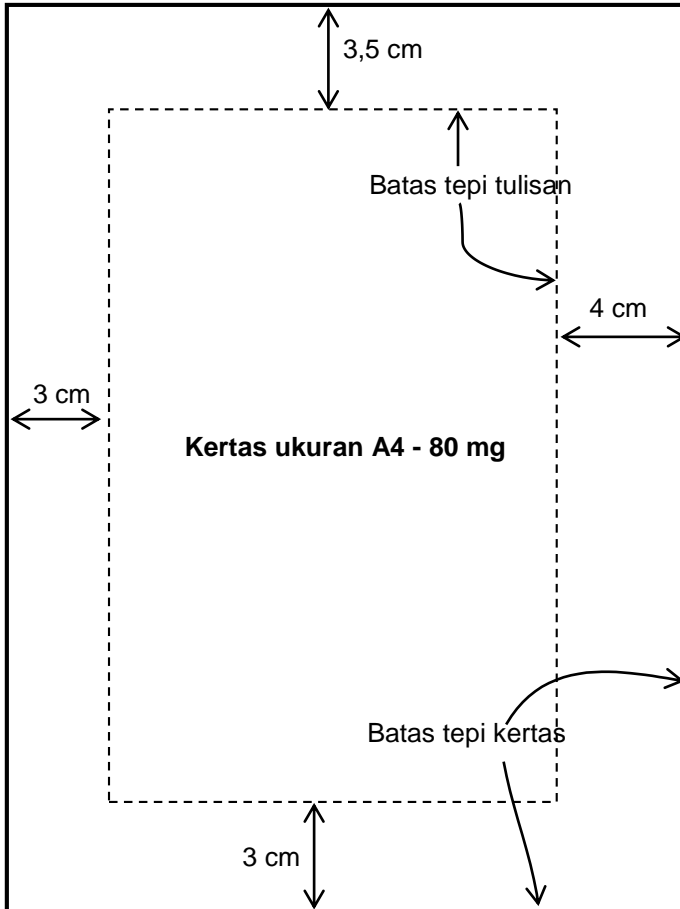 3,5 cm
Batas tepi tulisan
4 cm
3 cm
Kertas ukuran A4 - 80 mg
Batas tepi kertas
3 cm